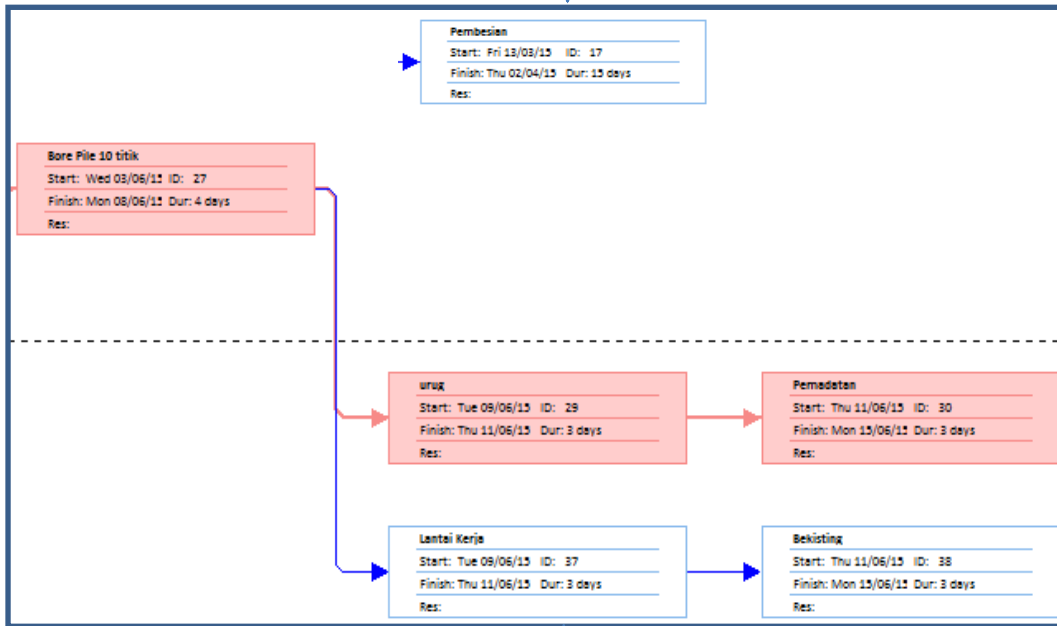 Pembesian
Start: Fri 13/03/15 ID: 17
Finish: Thu 02/04/15 Dur: 15 days
Res:
Bore Pile 10 titik
Start: Wed 03/06/15 ID: 27
Finish: Mon 08/06/15 Dur: 4 days
Res:
urug
Start: Tue 09/06/15 ID: 29
Finish: Thu 11/06/15 Dur: 3 days
Res:
Pemadatan
Start: Thu 11/06/15 ID: 30
Finish: Mon 15/06/15 Dur: 3 days
Res:
Lantai Kerja
Start: Tue 09/06/15 ID: 37
Finish: Thu 11/06/15 Dur: 3 days
Res:
Bekisting
Start: Thu 11/06/15 ID: 38
Finish: Mon 15/06/15 Dur: 3 days
Res: